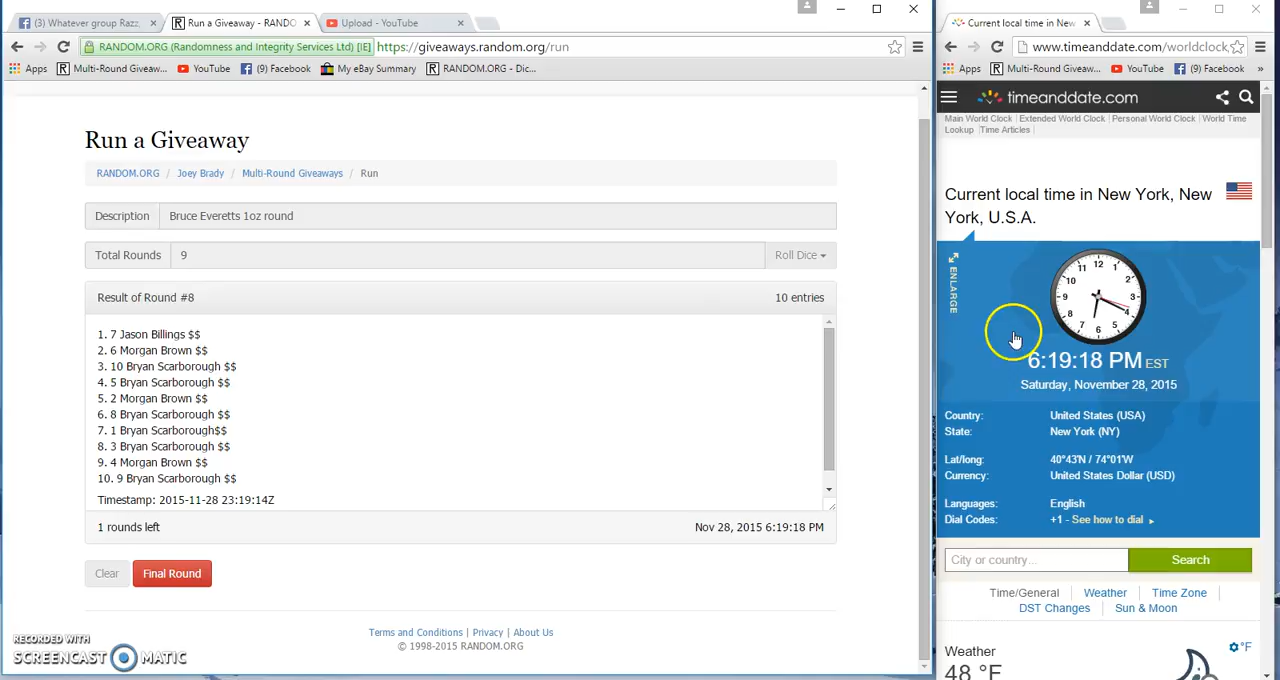 (3) Whatever group Razz
Run a Giveaway - RANDO
Upload - YouTube
RANDOM.ORG (Randomness and Integrity Services Ltd) [IE] https://giveaways.random.org/run
Apps Multi-Round Giveaw... YouTube (9) Facebook My eBay Summary RANDOM.ORG - Dic...
Run a Giveaway
RANDOM.ORG / Joey Brady / Multi-Round Giveaways / Run
Description Bruce Everetts 1oz round
Total Rounds 9 Roll Dice
Result of Round #8 10 entries
1. 7 Jason Billings $$
2. 6 Morgan Brown $$
3. 10 Bryan Scarborough $$
4. 5 Bryan Scarborough $$
5. 2 Morgan Brown $$
6. 8 Bryan Scarborough $$
7. 1 Bryan Scarborough$$
8. 3 Bryan Scarborough $$
9. 4 Morgan Brown $$
10. 9 Bryan Scarborough $$
Timestamp: 2015-11-28 23:19:14Z
1 rounds left Nov 28, 2015 6:19:18 PM
Clear Final Round
Terms and Conditions | Privacy | About Us
© 1998-2015 RANDOM.ORG
RECORDED WITH
SCREENCAST MATIC
Current local time in New
www.timeanddate.com/worldclock
Apps Multi-Round Giveaw... YouTube (9) Facebook »
timeanddate.com
Main World Clock | Extended World Clock | Personal World Clock | World Time
Lookup | Time Articles |
Current local time in New York, New
York, U.S.A.
ENLARGE
12 1 2 3 4 5 6 7 8 9 10 11
6:19:18 PM EST
Saturday, November 28, 2015
Country: United States (USA)
State: New York (NY)
Lat/long: 40°43'N / 74°01'W
Currency: United States Dollar (USD)
Languages: English
Dial Codes: +1 - See how to dial
City or country... Search
Time/General | Weather | Time Zone
DST Changes | Sun & Moon
Weather °F
48 °F